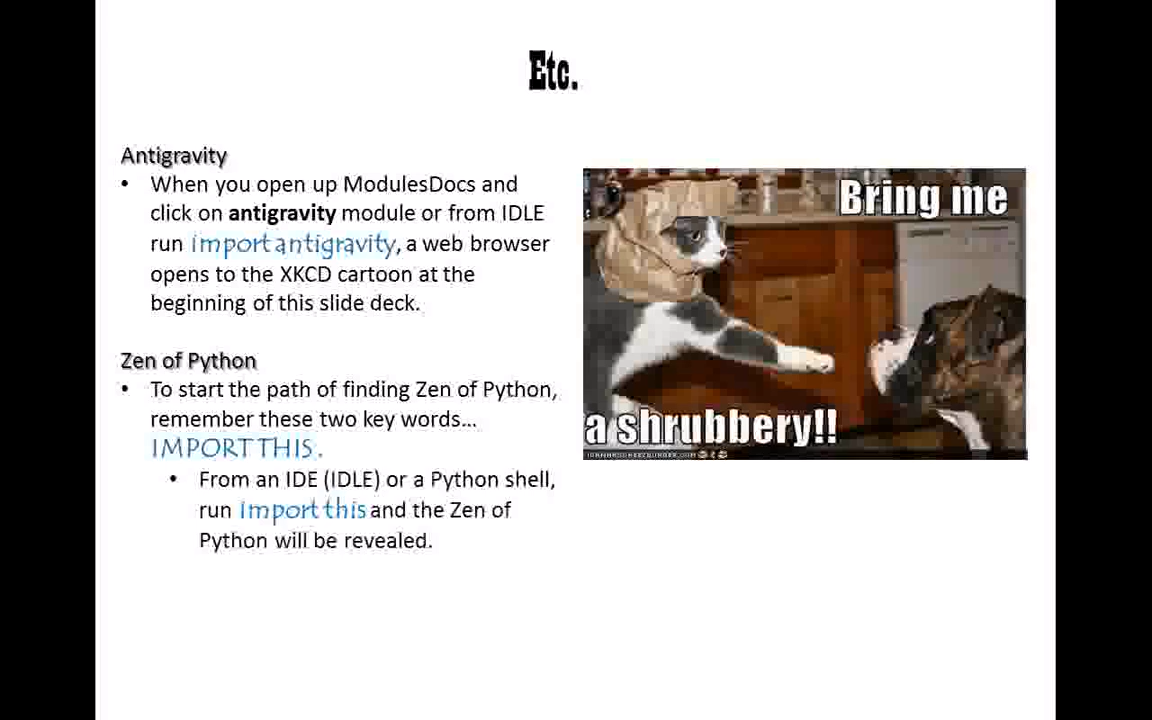 Etc.
Antigravity
• When you open up ModulesDocs and
click on antigravity module or from IDLE
run import antigravity, a web browser
opens to the XKCD cartoon at the
beginning of this slide deck.
Zen of Python
• To start the path of finding Zen of Python,
remember these two key words...
IMPORT THIS.
• From an IDE (IDLE) or a Python shell,
run Import this and the Zen of
Python will be revealed.
Bring me
a shrubbery!!